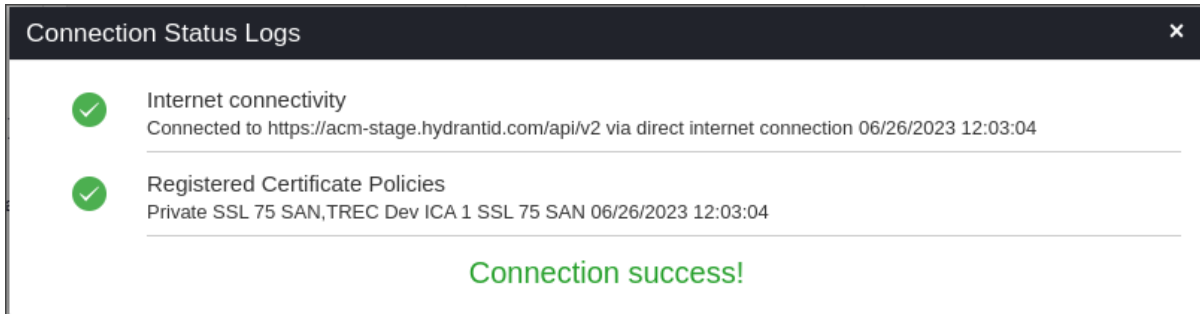 Connection Status Logs ×
Internet connectivity
Connected to https://acm-stage.hydrantid.com/api/v2 via direct internet connection 06/26/2023 12:03:04
Registered Certificate Policies
Private SSL 75 SAN,TREC Dev ICA 1 SSL 75 SAN 06/26/2023 12:03:04
Connection success!